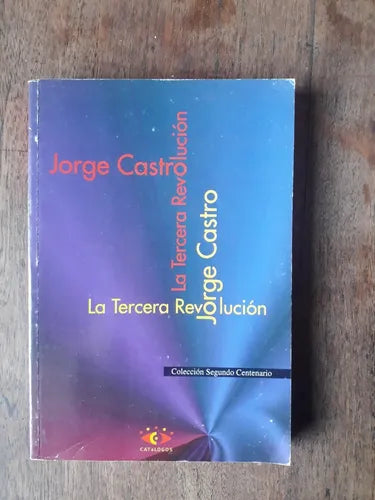 Jorge Castro
La Tercera Revolución
Jorge Castro
La Tercera Revolución
Colección Segundo Centenario
CATáLOGOS